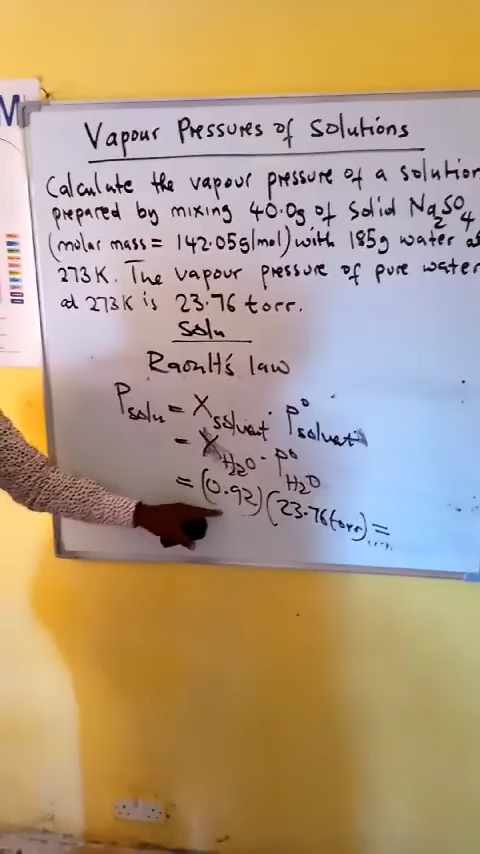 M
Vapour Pressures of Solutions
Calculate the vapour pressure of a solution
prepared by mixing 40.0g of solid Na₂SO₄
(molar mass = 142.05g/mol) with 185g water at
273K. The vapour pressure of pure water
at 273K is 23.76 torr.
Soln
Raoult's law
Psoln = Xsolvent · P°solvent
= XH₂O · P°H₂O
= (0.92)(23.76torr) = ....